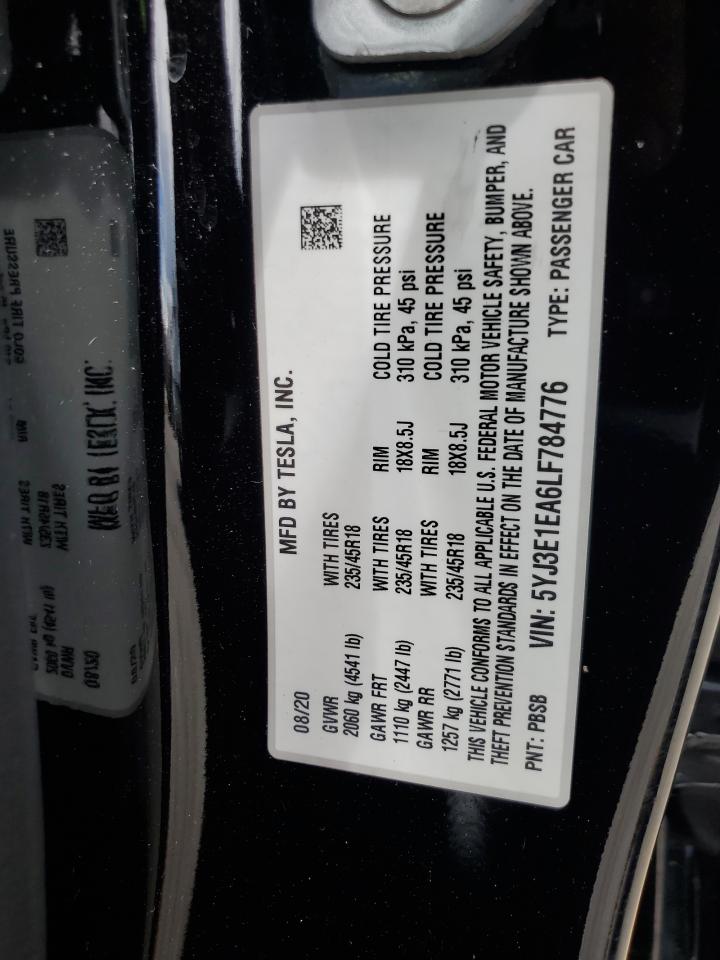 MFD BY TESLA, INC.
08/20
GVWR WITH TIRES
2060 kg (4541 lb) 235/45R18
GAWR FRT WITH TIRES RIM COLD TIRE PRESSURE
1110 kg (2447 lb) 235/45R18 18X8.5J 310 kPa, 45 psi
GAWR RR WITH TIRES RIM COLD TIRE PRESSURE
1257 kg (2771 lb) 235/45R18 18X8.5J 310 kPa, 45 psi
THIS VEHICLE CONFORMS TO ALL APPLICABLE U.S. FEDERAL MOTOR VEHICLE SAFETY, BUMPER, AND
THEFT PREVENTION STANDARDS IN EFFECT ON THE DATE OF MANUFACTURE SHOWN ABOVE.
PNT: PBSB VIN: 5YJ3E1EA6LF784776 TYPE: PASSENGER CAR